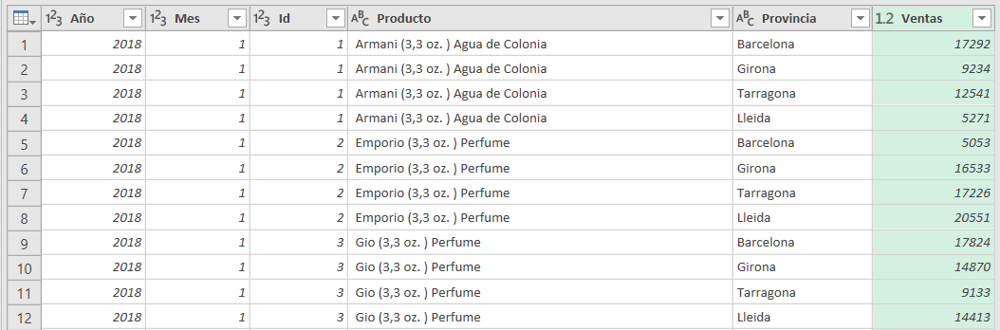 1²3 Año 1²3 Mes 1²3 Id ABC Producto ABC Provincia 1.2 Ventas
1 2018 1 1 Armani (3,3 oz. ) Agua de Colonia Barcelona 17292
2 2018 1 1 Armani (3,3 oz. ) Agua de Colonia Girona 9234
3 2018 1 1 Armani (3,3 oz. ) Agua de Colonia Tarragona 12541
4 2018 1 1 Armani (3,3 oz. ) Agua de Colonia Lleida 5271
5 2018 1 2 Emporio (3,3 oz. ) Perfume Barcelona 5053
6 2018 1 2 Emporio (3,3 oz. ) Perfume Girona 16533
7 2018 1 2 Emporio (3,3 oz. ) Perfume Tarragona 17226
8 2018 1 2 Emporio (3,3 oz. ) Perfume Lleida 20551
9 2018 1 3 Gio (3,3 oz. ) Perfume Barcelona 17824
10 2018 1 3 Gio (3,3 oz. ) Perfume Girona 14870
11 2018 1 3 Gio (3,3 oz. ) Perfume Tarragona 9133
12 2018 1 3 Gio (3,3 oz. ) Perfume Lleida 14413